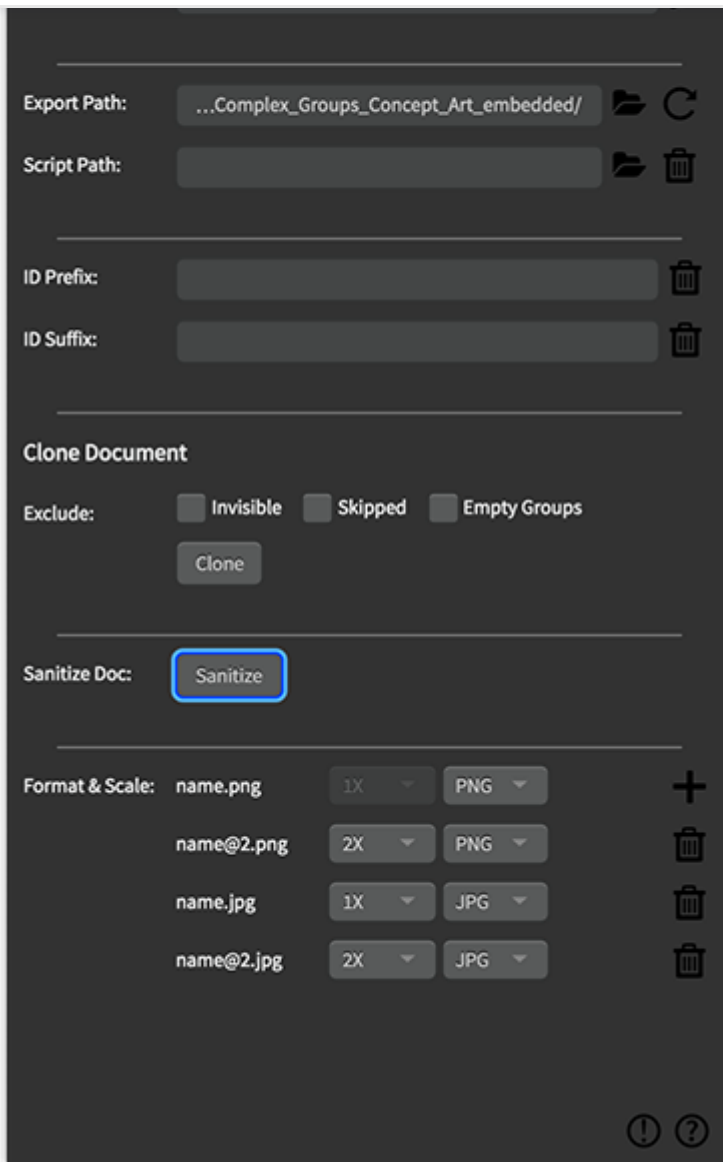 Export Path: ...Complex_Groups_Concept_Art_embedded/
Script Path:
ID Prefix:
ID Suffix:
Clone Document
Exclude: Invisible Skipped Empty Groups
Clone
Sanitize Doc: Sanitize
Format & Scale: name.png 1X PNG
name@2.png 2X PNG
name.jpg 1X JPG
name@2.jpg 2X JPG